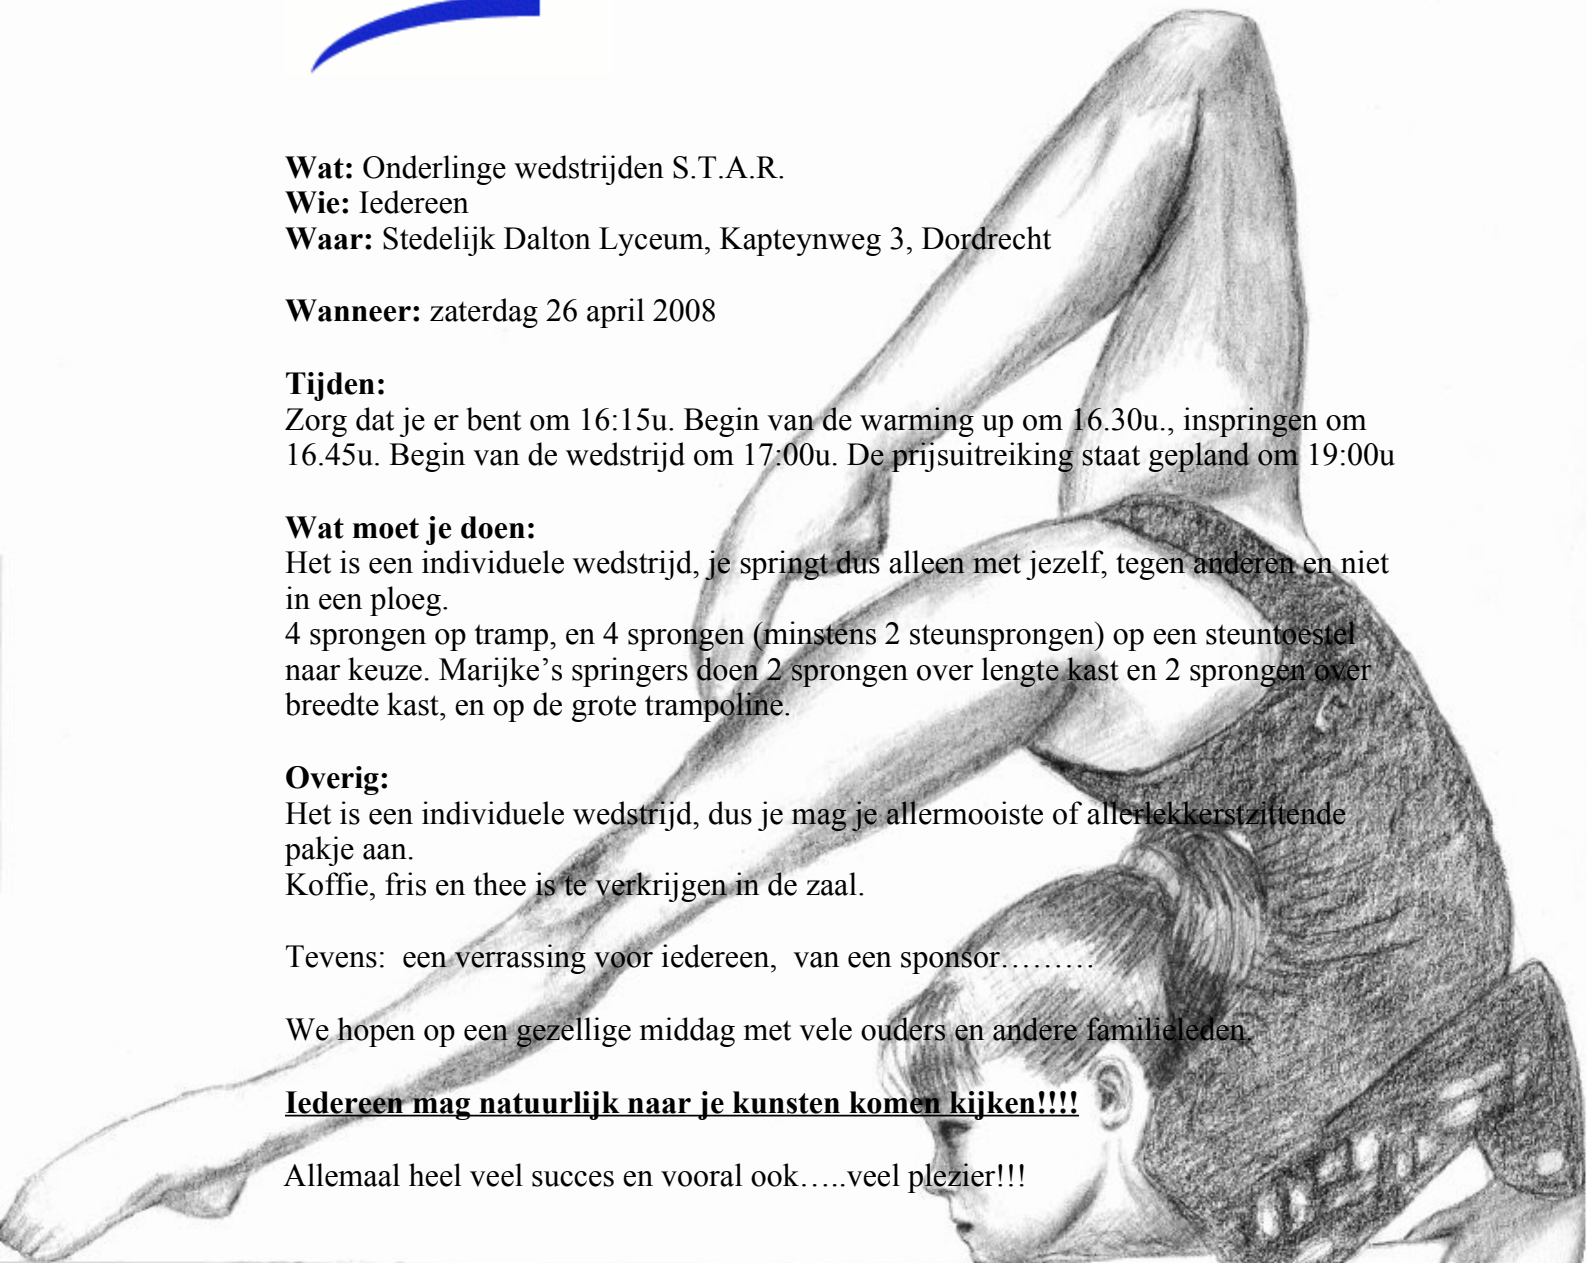 Wat: Onderlinge wedstrijden S.T.A.R.
Wie: Iedereen
Waar: Stedelijk Dalton Lyceum, Kapteynweg 3, Dordrecht
Wanneer: zaterdag 26 april 2008
Tijden:
Zorg dat je er bent om 16:15u. Begin van de warming up om 16.30u., inspringen om
16.45u. Begin van de wedstrijd om 17:00u. De prijsuitreiking staat gepland om 19:00u
Wat moet je doen:
Het is een individuele wedstrijd, je springt dus alleen met jezelf, tegen anderen en niet
in een ploeg.
4 sprongen op tramp, en 4 sprongen (minstens 2 steunsprongen) op een steuntoestel
naar keuze. Marijke’s springers doen 2 sprongen over lengte kast en 2 sprongen over
breedte kast, en op de grote trampoline.
Overig:
Het is een individuele wedstrijd, dus je mag je allermooiste of allerlekkerstzittende
pakje aan.
Koffie, fris en thee is te verkrijgen in de zaal.
Tevens:  een verrassing voor iedereen,  van een sponsor………
We hopen op een gezellige middag met vele ouders en andere familieleden.
Iedereen mag natuurlijk naar je kunsten komen kijken!!!!
Allemaal heel veel succes en vooral ook…..veel plezier!!!